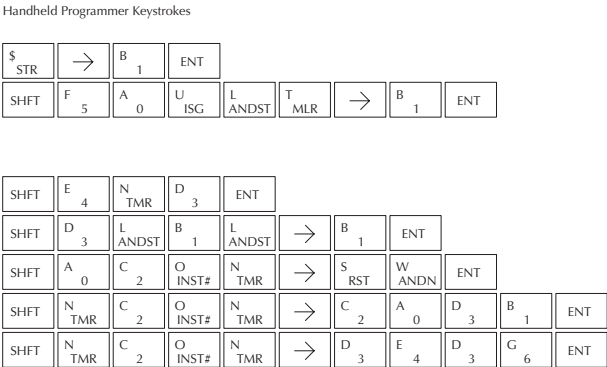 Handheld Programmer Keystrokes
$ STR → B 1 ENT
SHFT F 5 A 0 U ISG L ANDST T MLR → B 1 ENT
SHFT E 4 N TMR D 3 ENT
SHFT D 3 L ANDST B 1 L ANDST → B 1 ENT
SHFT A 0 C 2 O INST# N TMR → S RST W ANDN ENT
SHFT N TMR C 2 O INST# N TMR → C 2 A 0 D 3 B 1 ENT
SHFT N TMR C 2 O INST# N TMR → D 3 E 4 D 3 G 6 ENT